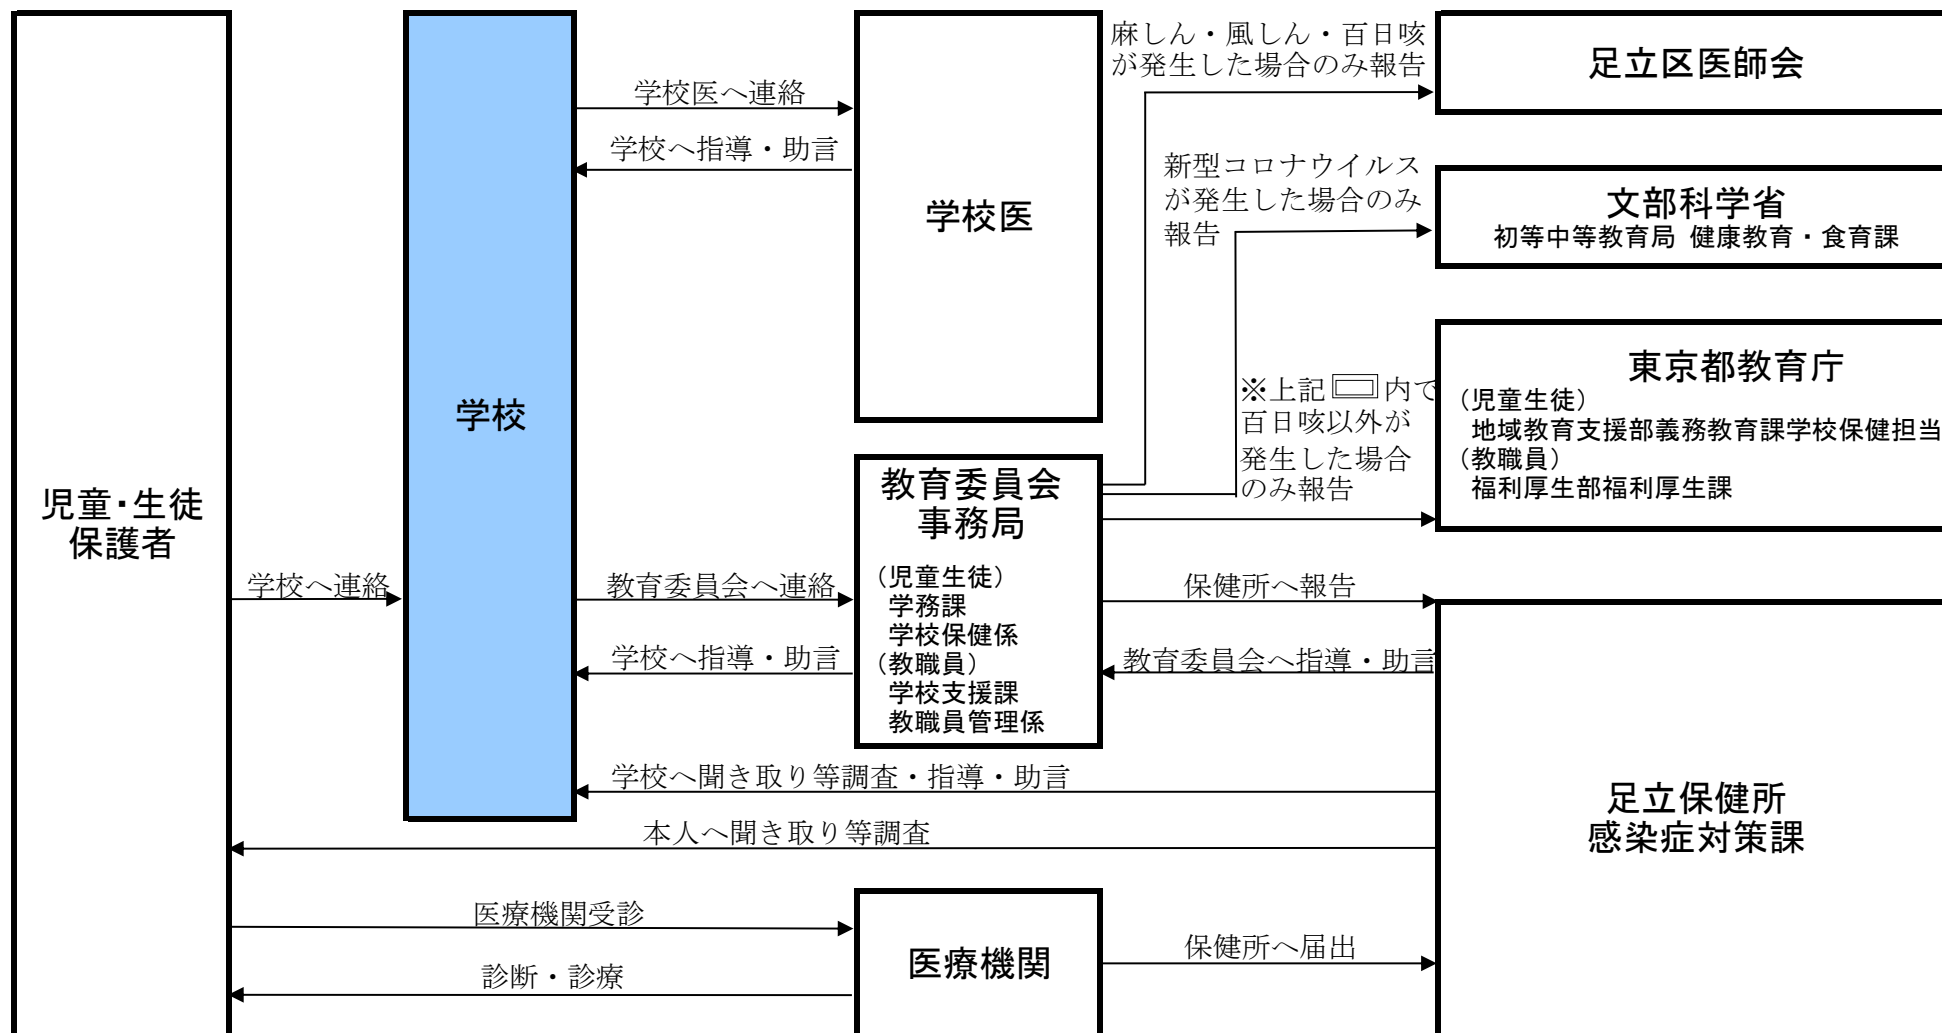 児童・生徒
保護者
学校へ連絡
学校
学校医へ連絡
学校へ指導・助言
学校医
教育委員会へ連絡
学校へ指導・助言
教育委員会
事務局
(児童生徒)
学務課
学校保健係
(教職員)
学校支援課
教職員管理係
麻しん・風しん・百日咳
が発生した場合のみ報告
足立区医師会
新型コロナウイルス
が発生した場合のみ
報告
文部科学省
初等中等教育局 健康教育・食育課
※上記 内で
百日咳以外が
発生した場合
のみ報告
東京都教育庁
(児童生徒)
地域教育支援部義務教育課学校保健担当
(教職員)
福利厚生部福利厚生課
保健所へ報告
教育委員会へ指導・助言
学校へ聞き取り等調査・指導・助言
本人へ聞き取り等調査
足立保健所
感染症対策課
医療機関受診
診断・診療
医療機関
保健所へ届出